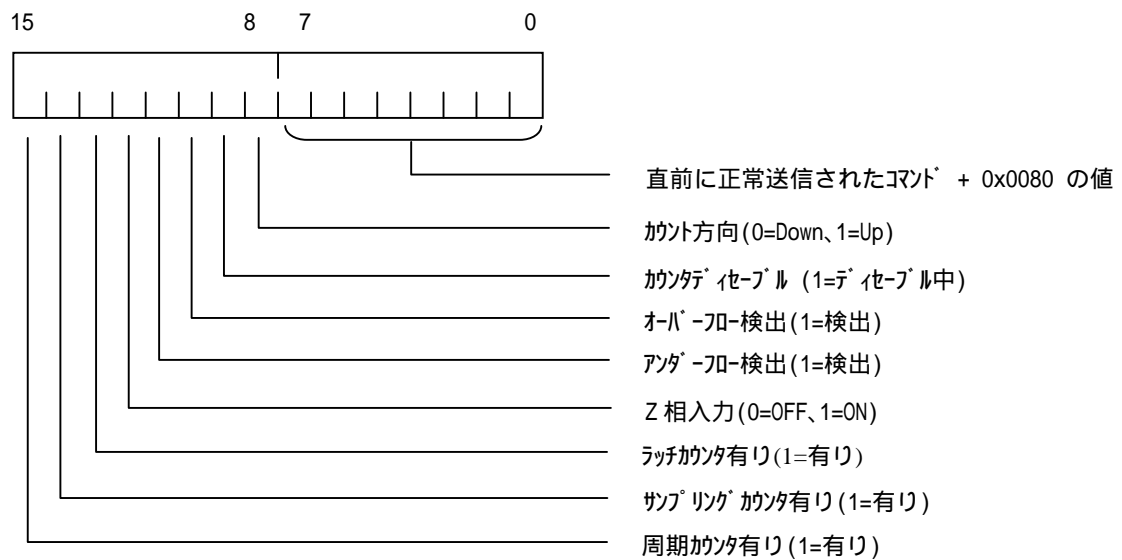 15 8 7 0
直前に正常送信されたｺﾏﾝﾄﾞ + 0x0080 の値
ｶｳﾝﾄ方向(0=Down、1=Up)
ｶｳﾝﾀﾃﾞｨｾｰﾌﾞﾙ (1=ﾃﾞｨｾｰﾌﾞﾙ中)
ｵｰﾊﾞｰﾌﾛｰ検出(1=検出)
ｱﾝﾀﾞｰﾌﾛｰ検出(1=検出)
Z 相入力(0=OFF、1=ON)
ﾗｯﾁｶｳﾝﾀ有り(1=有り)
ｻﾝﾌﾟﾘﾝｸﾞｶｳﾝﾀ有り(1=有り)
周期ｶｳﾝﾀ有り(1=有り)